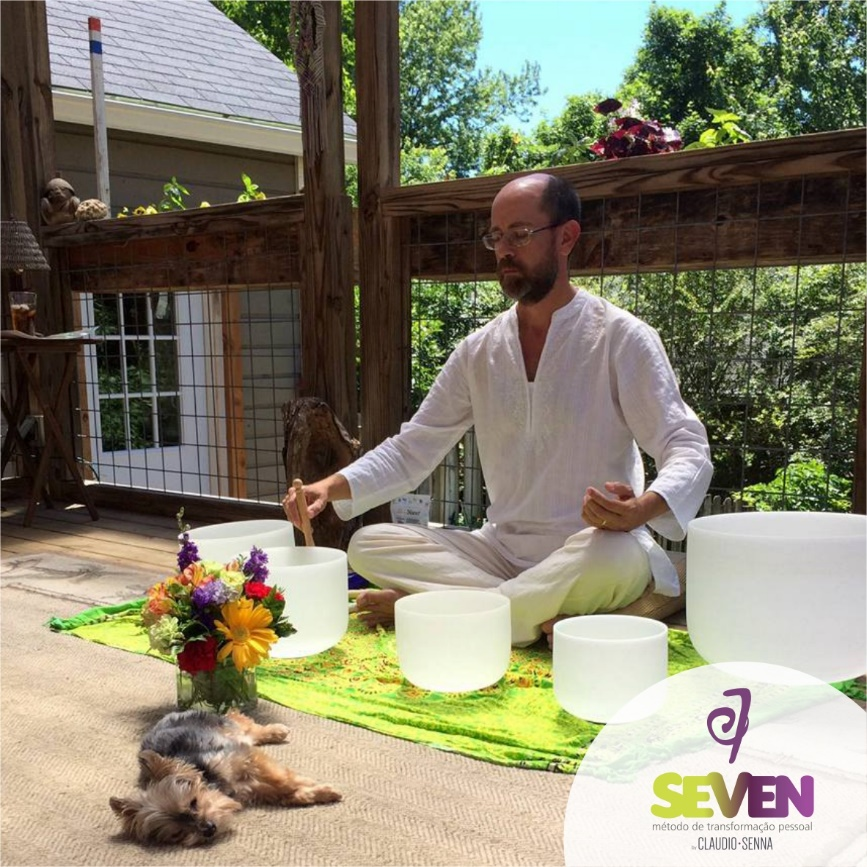 SEVEN
método de transformação pessoal
by CLAUDIO·SENNA